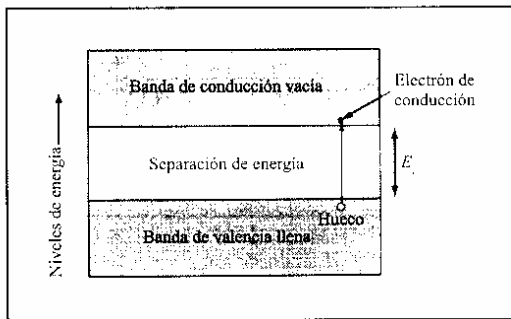 Banda de conducción vacía
Electrón de
conducción
Niveles de energía
Separación de energía
E
Hueco
Banda de valencia llena